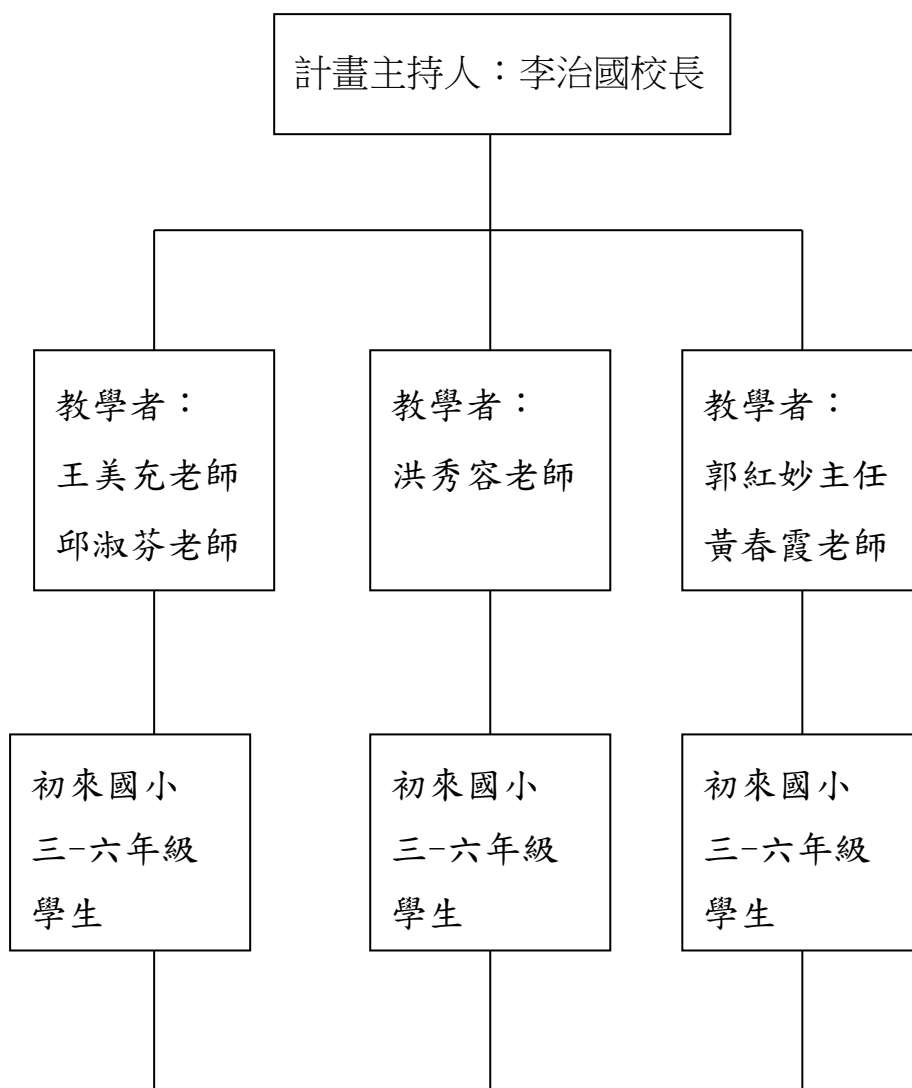 計畫主持人：李治國校長
教學者：
王美充老師
邱淑芬老師
教學者：
洪秀容老師
教學者：
郭紅妙主任
黃春霞老師
初來國小
三-六年級
學生
初來國小
三-六年級
學生
初來國小
三-六年級
學生